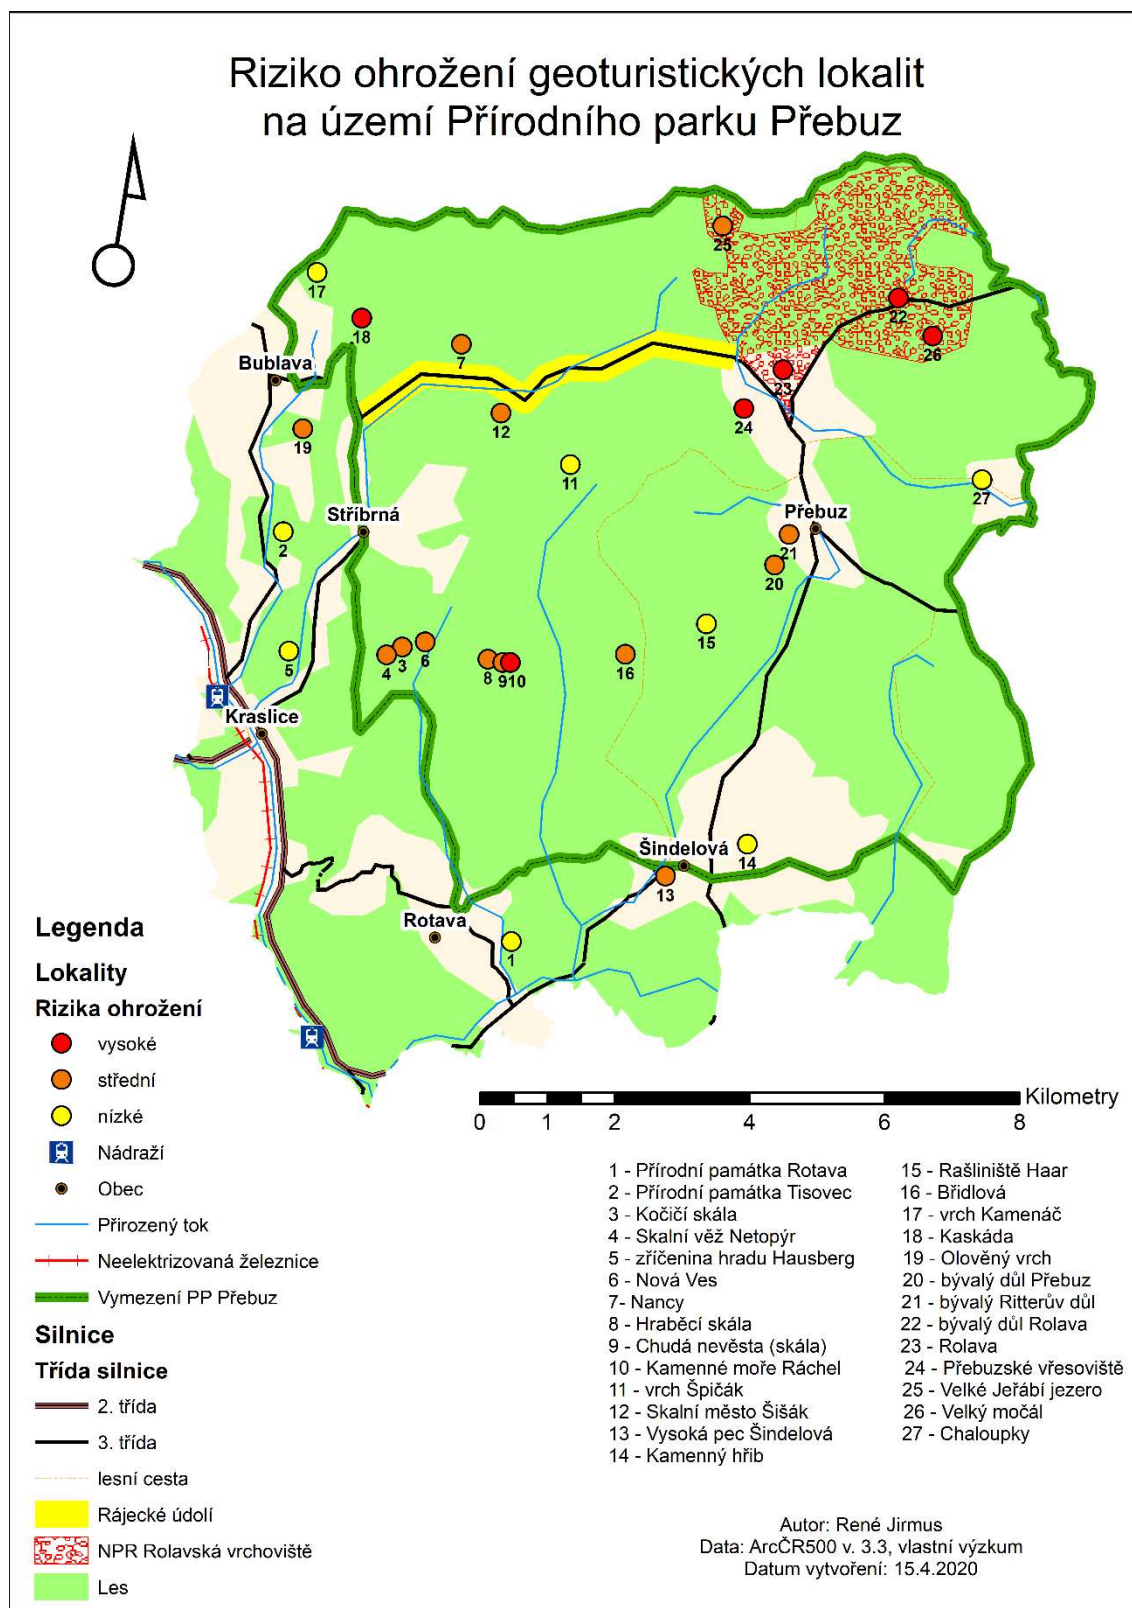 Riziko ohrožení geoturistických lokalit
na území Přírodního parku Přebuz
17
18
25
22
26
7
Bublava
23
24
12
19
11
27
Stříbrná
Přebuz
2
21
20
15
5
4
3
6
8
9
10
16
Kraslice
Šindelová
14
13
Rotava
1
Legenda
Lokality
Rizika ohrožení
vysoké
střední
nízké
Nádraží
Obec
Přirozený tok
Neelektrizovaná železnice
Vymezení PP Přebuz
Silnice
Třída silnice
2. třída
3. třída
lesní cesta
Rájecké údolí
NPR Rolavská vrchoviště
Les
Kilometry
0 1 2 4 6 8
1 - Přírodní památka Rotava
2 - Přírodní památka Tisovec
3 - Kočičí skála
4 - Skalní věž Netopýr
5 - zřícenina hradu Hausberg
6 - Nová Ves
7- Nancy
8 - Hraběcí skála
9 - Chudá nevěsta (skála)
10 - Kamenné moře Ráchel
11 - vrch Špičák
12 - Skalní město Šišák
13 - Vysoká pec Šindelová
14 - Kamenný hřib
15 - Rašliniště Haar
16 - Břidlová
17 - vrch Kamenáč
18 - Kaskáda
19 - Olověný vrch
20 - bývalý důl Přebuz
21 - bývalý Ritterův důl
22 - bývalý důl Rolava
23 - Rolava
24 - Přebuzské vřesoviště
25 - Velké Jeřábí jezero
26 - Velký močál
27 - Chaloupky
Autor: René Jirmus
Data: ArcČR500 v. 3.3, vlastní výzkum
Datum vytvoření: 15.4.2020